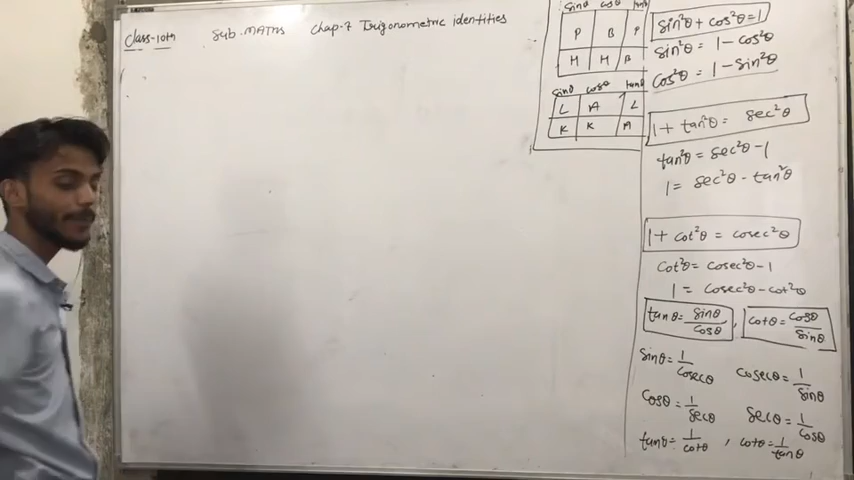 Class-10th Sub.MATHS Chap-7 Trigonometric identities
Sinθ Cosθ tanθ
P B P
H H B
Sinθ Cosθ tanθ
L A L
K K A
Sin²θ + Cos²θ = 1
Sin²θ = 1 - Cos²θ
Cos²θ = 1 - Sin²θ
1 + tan²θ = Sec²θ
tan²θ = Sec²θ - 1
1 = Sec²θ - tan²θ
1 + Cot²θ = Cosec²θ
Cot²θ = Cosec²θ - 1
1 = Cosec²θ - Cot²θ
tanθ = Sinθ/Cosθ , Cotθ = Cosθ/Sinθ
Sinθ = 1/Cosecθ Cosecθ = 1/Sinθ
Cosθ = 1/Secθ Secθ = 1/Cosθ
tanθ = 1/Cotθ , Cotθ = 1/tanθ